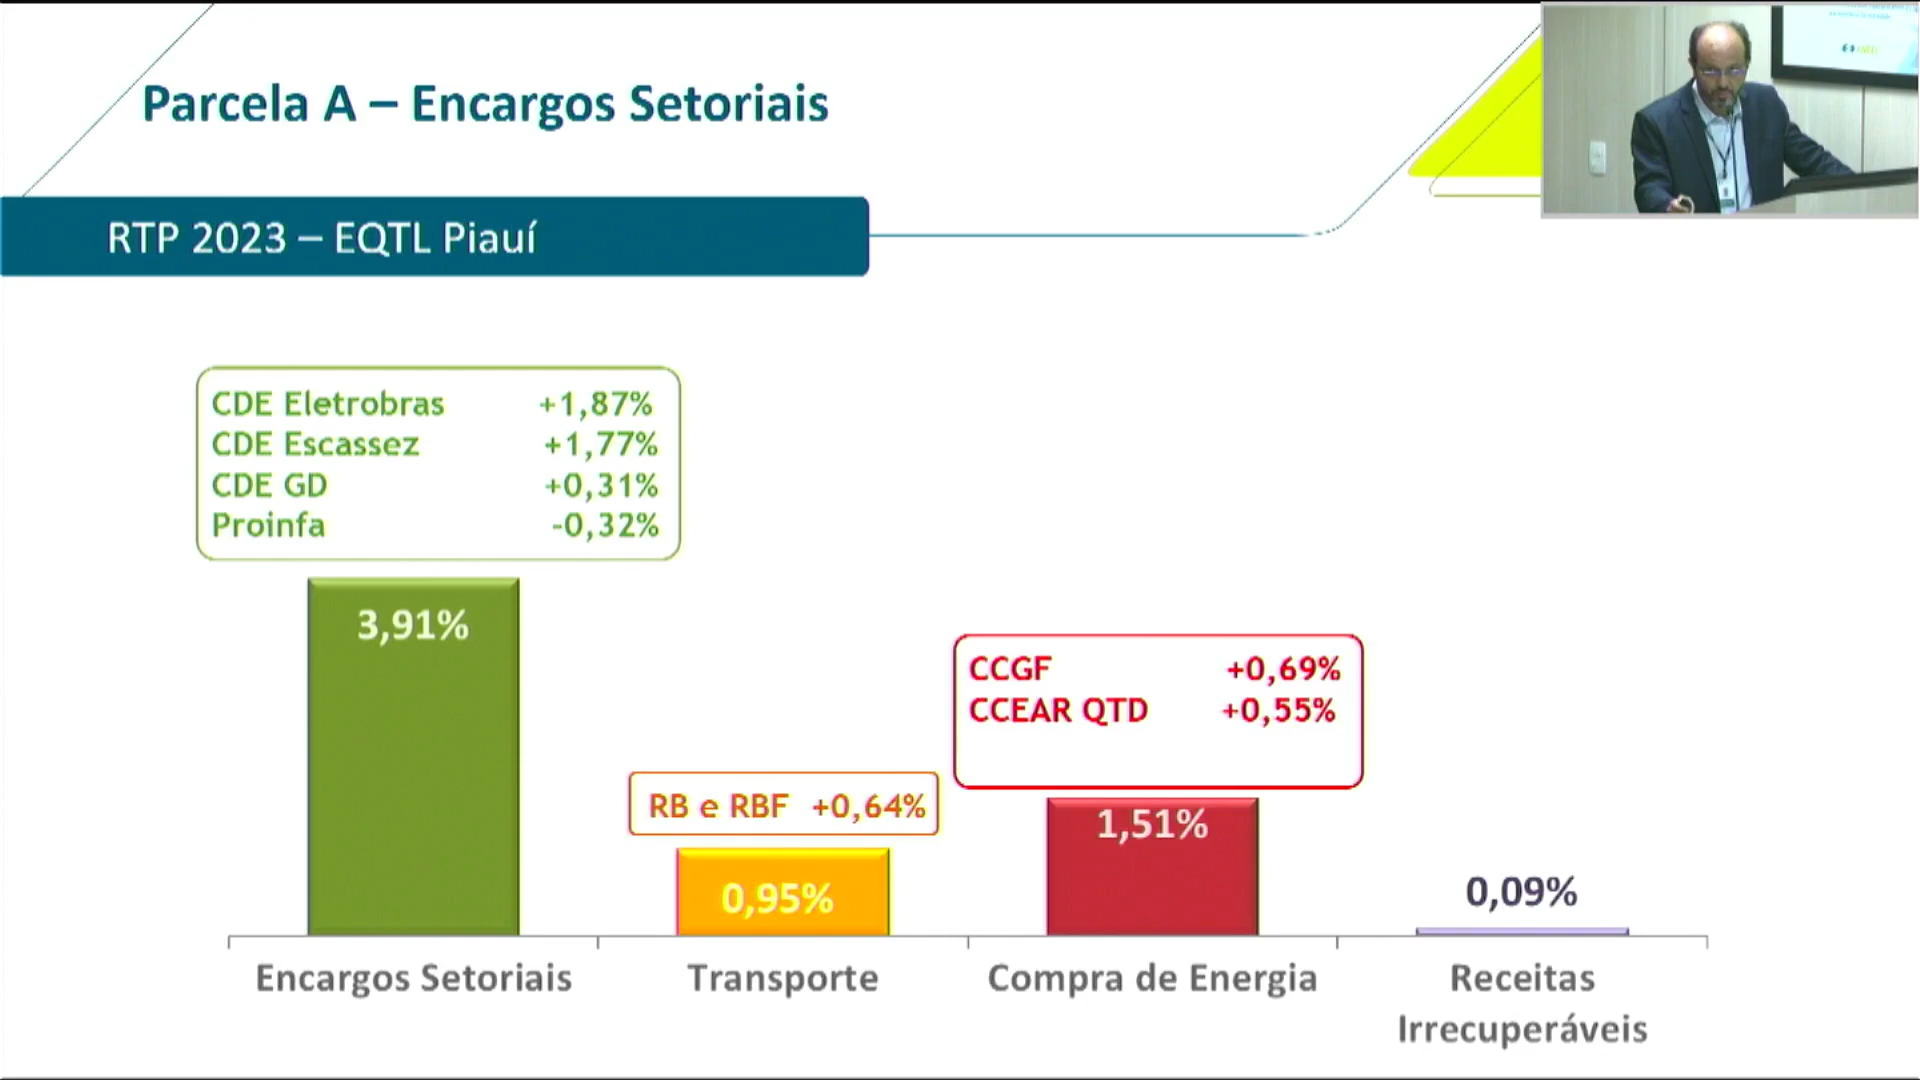 Parcela A – Encargos Setoriais
RTP 2023 – EQTL Piauí
CDE Eletrobras +1,87%
CDE Escassez +1,77%
CDE GD +0,31%
Proinfa -0,32%
3,91%
RB e RBF +0,64%
0,95%
CCGF +0,69%
CCEAR QTD +0,55%
1,51%
0,09%
Encargos Setoriais
Transporte
Compra de Energia
Receitas
Irrecuperáveis